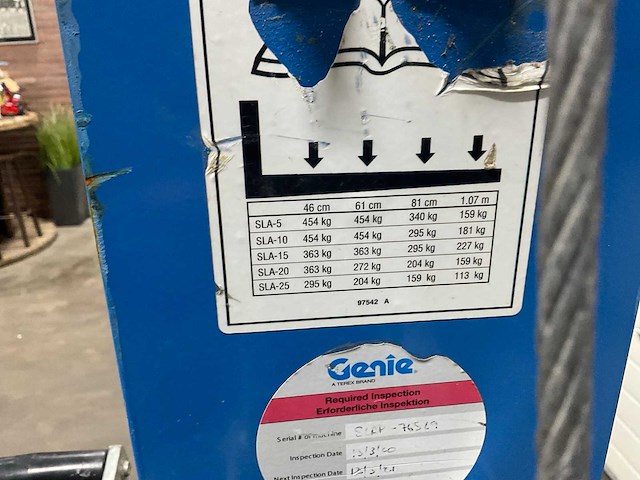 46 cm 61 cm 81 cm 1.07 m
SLA-5 454 kg 454 kg 340 kg 159 kg
SLA-10 454 kg 454 kg 295 kg 181 kg
SLA-15 363 kg 363 kg 295 kg 227 kg
SLA-20 363 kg 272 kg 204 kg 159 kg
SLA-25 295 kg 204 kg 159 kg 113 kg
97542 A
Genie
A TEREX BRAND
Required Inspection
Erforderliche Inspektion
Serial # of machine
Inspection Date
Next Inspection Date